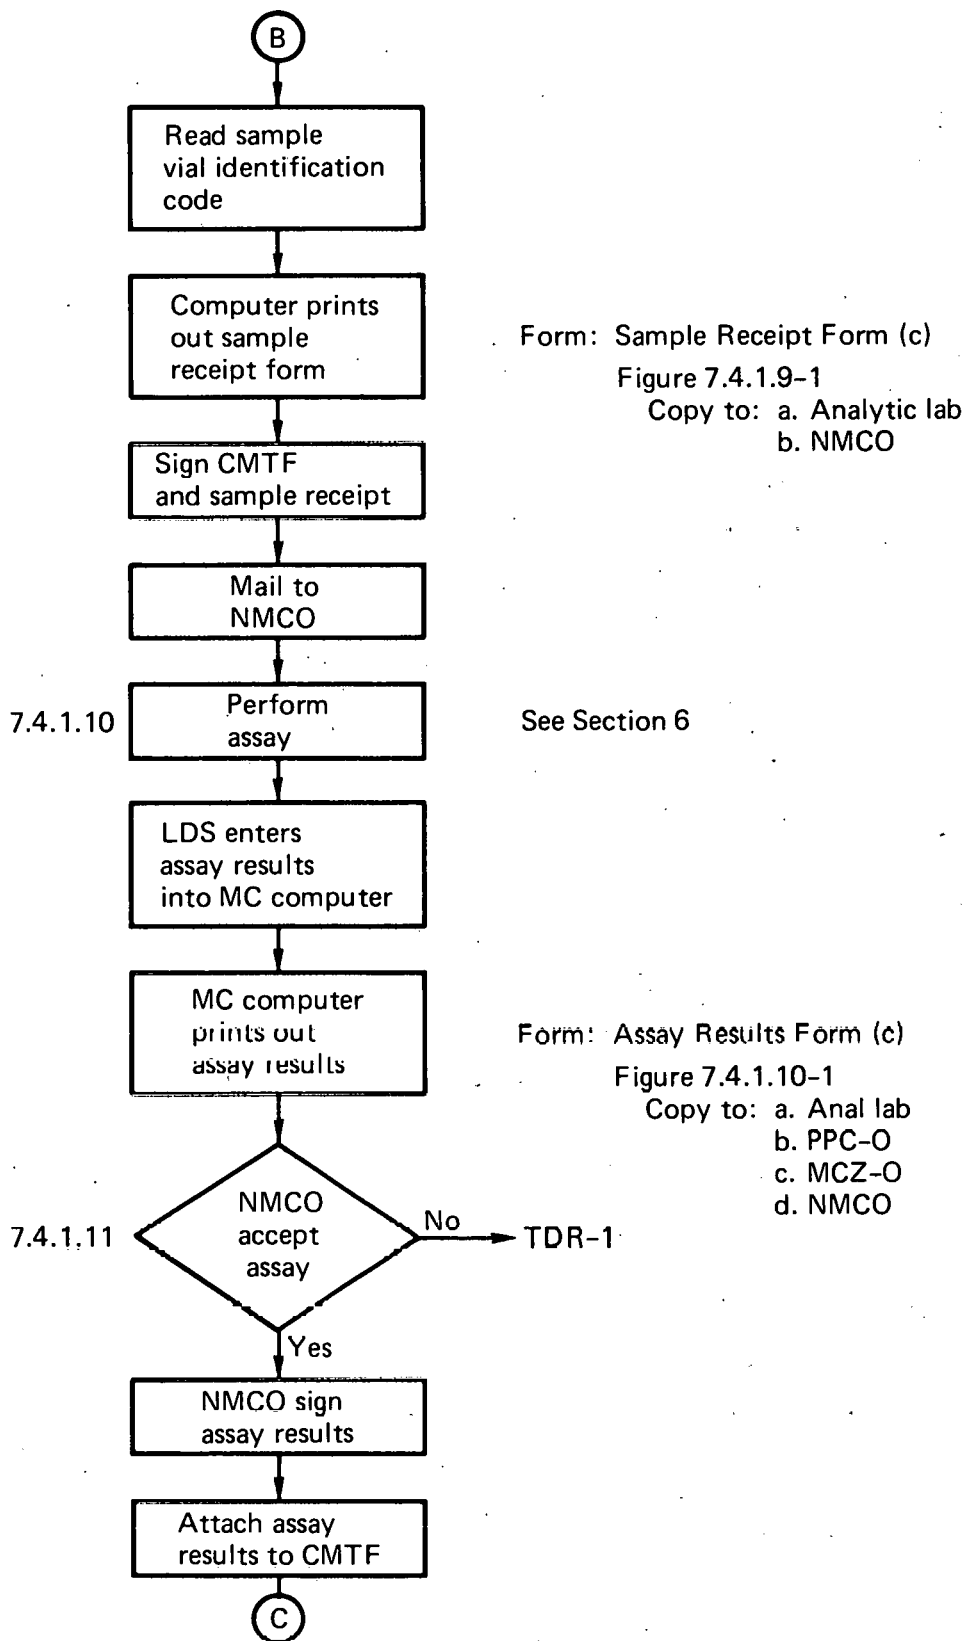 B
Read sample
vial identification
code
Computer prints
out sample
receipt form
Form: Sample Receipt Form (c)
Figure 7.4.1.9-1
Copy to: a. Analytic lab
b. NMCO
Sign CMTF
and sample receipt
Mail to
NMCO
7.4.1.10
Perform
assay
See Section 6
LDS enters
assay results
into MC computer
MC computer
prints out
assay results
Form: Assay Results Form (c)
Figure 7.4.1.10-1
Copy to: a. Anal lab
b. PPC-O
c. MCZ-O
d. NMCO
7.4.1.11
NMCO
accept
assay
No
TDR-1
Yes
NMCO sign
assay results
Attach assay
results to CMTF
C